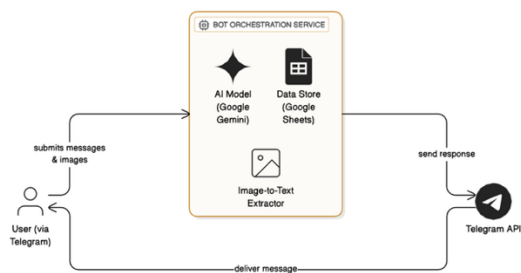 BOT ORCHESTRATION SERVICE
AI Model
(Google
Gemini)
Data Store
(Google
Sheets)
submits messages
& images
send response
Image-to-Text
Extractor
User (via
Telegram)
Telegram API
deliver message